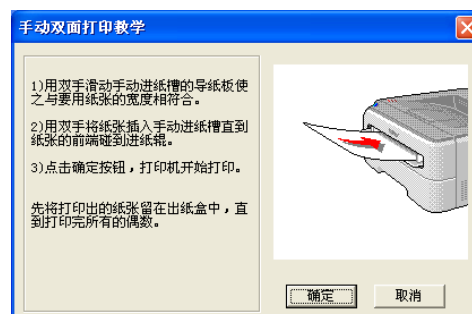 手动双面打印教学
1)用双手滑动手动进纸槽的导纸板使
之与要用纸张的宽度相符合。
2)用双手将纸张插入手动进纸槽直到
纸张的前端碰到进纸辊。
3)点击确定按钮，打印机开始打印。
先将打印出的纸张留在出纸盒中，直
到打印完所有的偶数。
确定
取消